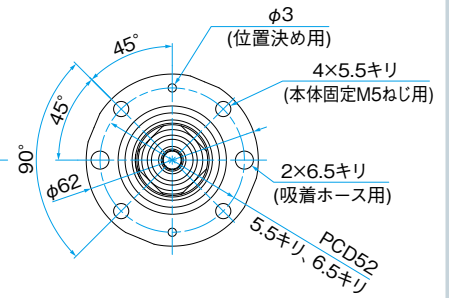 φ3
(位置決め用)
45°
4×5.5キリ
(本体固定M5ねじ用)
45°
90°
φ62
2×6.5キリ
(吸着ホース用)
PCD52
5.5キリ、6.5キリ